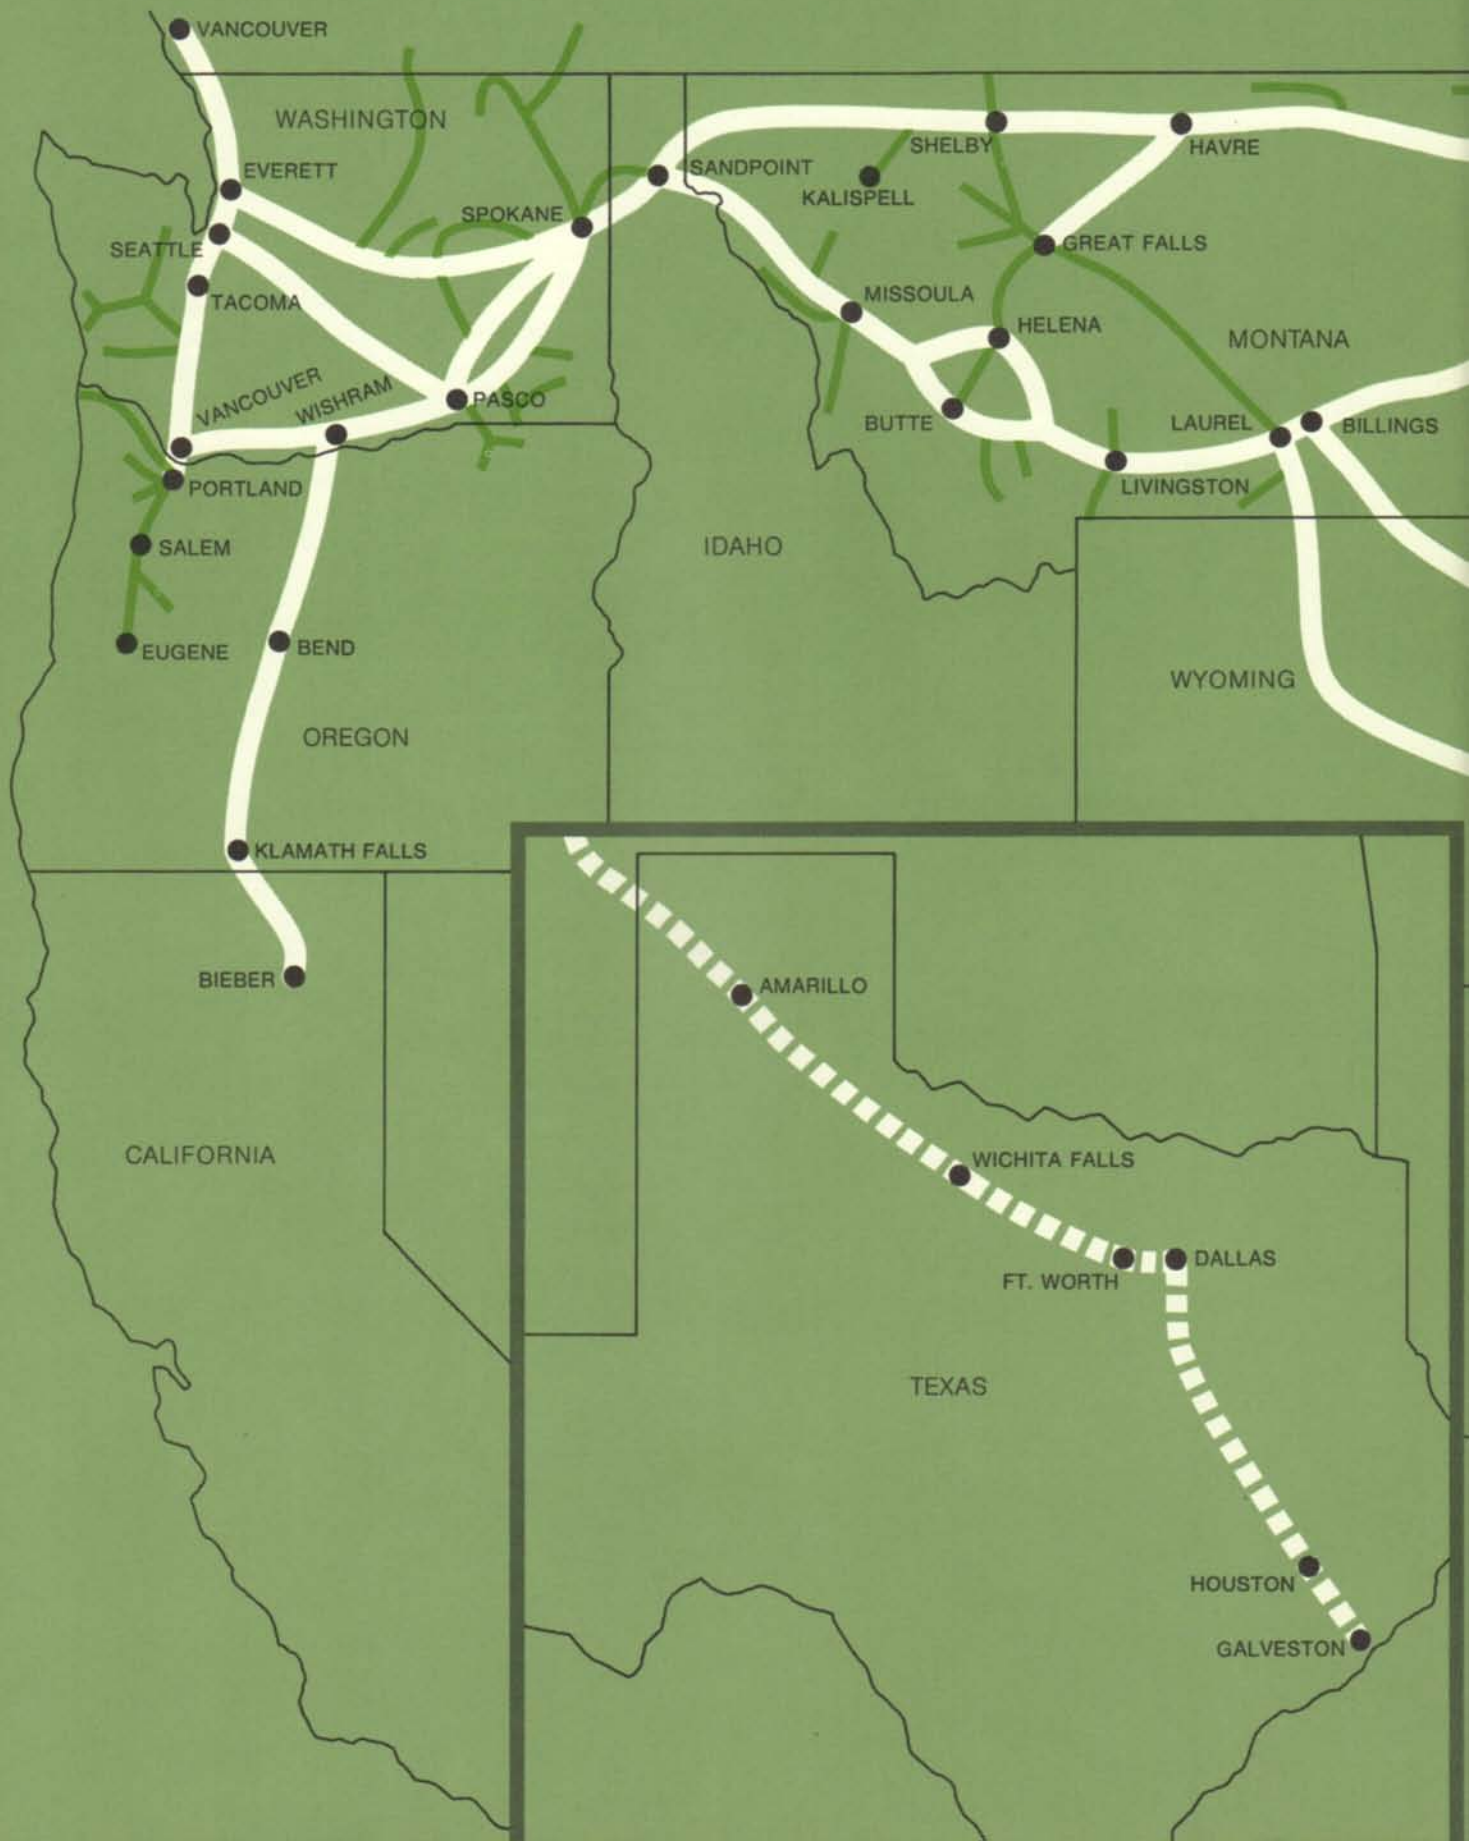 VANCOUVER
WASHINGTON
EVERETT
SEATTLE
SPOKANE
SANDPOINT
SHELBY
HAVRE
KALISPELL
GREAT FALLS
TACOMA
MISSOULA
HELENA
MONTANA
VANCOUVER
WISHRAM
PASCO
BUTTE
LAUREL
BILLINGS
PORTLAND
LIVINGSTON
SALEM
IDAHO
EUGENE
BEND
WYOMING
OREGON
KLAMATH FALLS
BIEBER
AMARILLO
CALIFORNIA
WICHITA FALLS
DALLAS
FT. WORTH
TEXAS
HOUSTON
GALVESTON